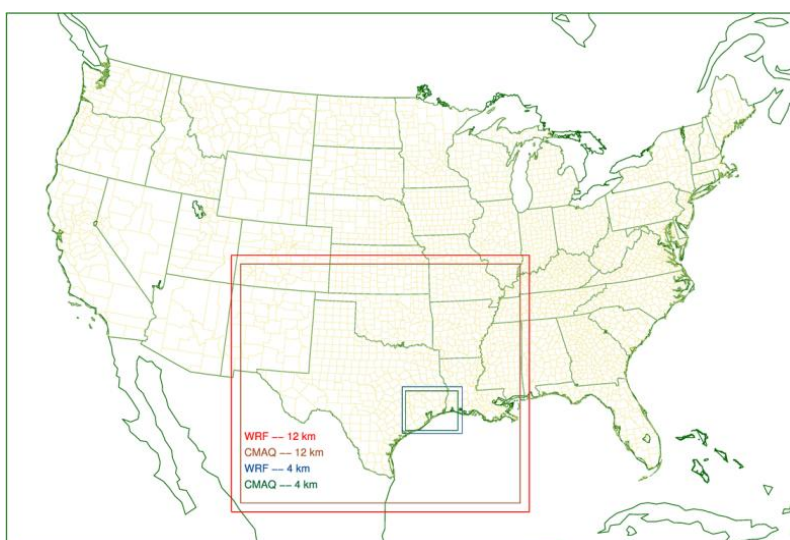 WRF –– 12 km
CMAQ –– 12 km
WRF –– 4 km
CMAQ –– 4 km